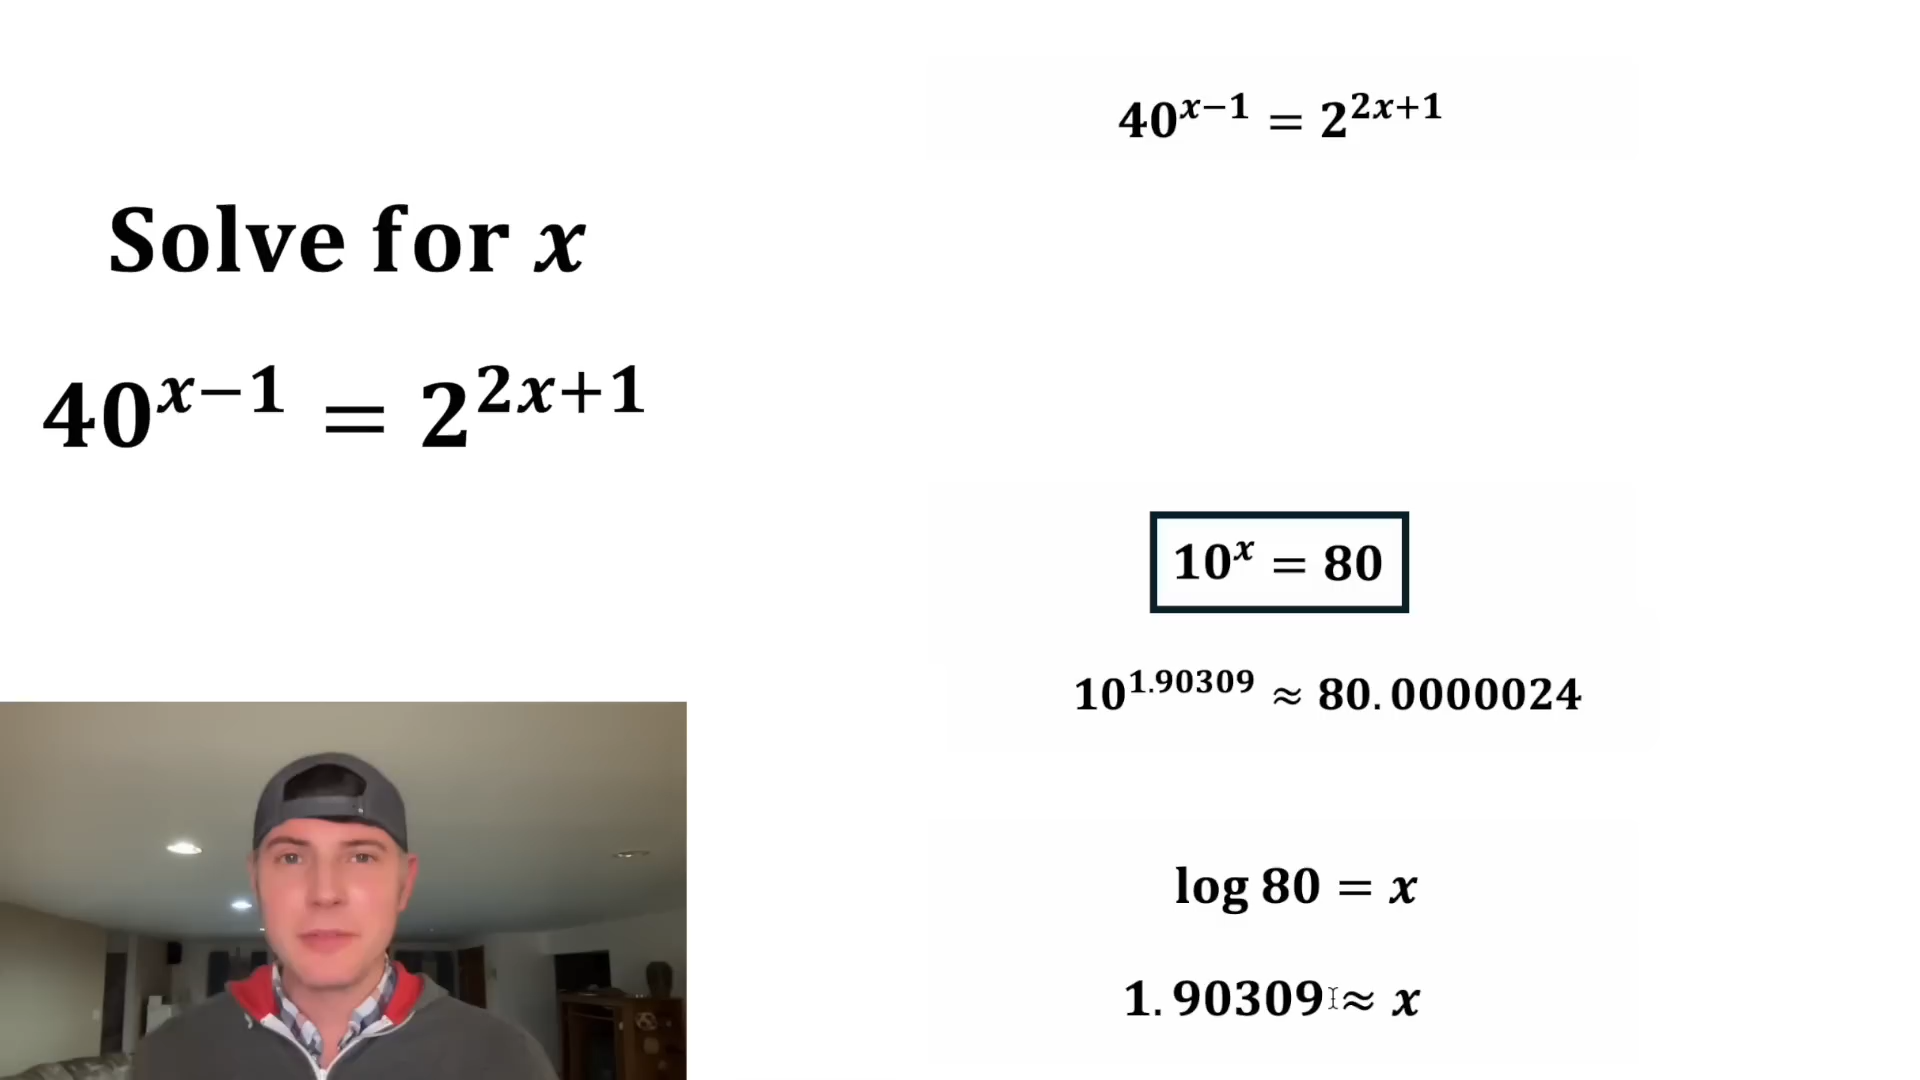 Solve for x
40^{x-1} = 2^{2x+1}
40^{x-1} = 2^{2x+1}
10^x = 80
10^{1.90309} ≈ 80.0000024
log 80 = x
1.90309 ≈ x